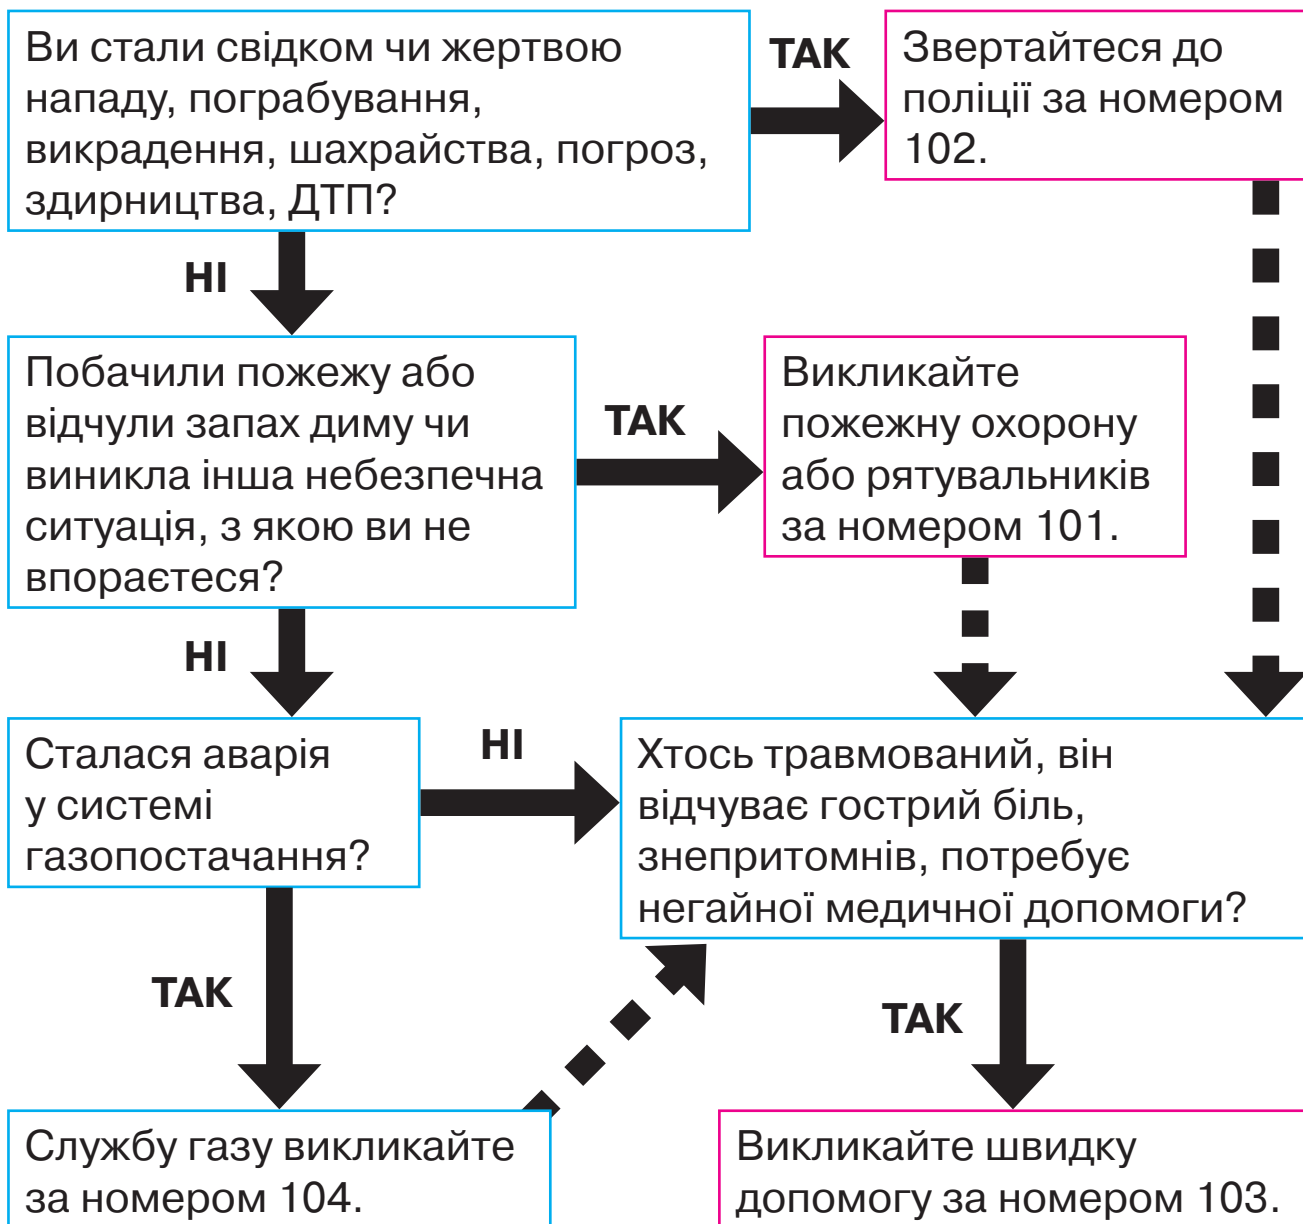 Ви стали свідком чи жертвою
нападу, пограбування,
викрадення, шахрайства, погроз,
здирництва, ДТП?
ТАК
Звертайтеся до
поліції за номером
102.
НІ
Побачили пожежу або
відчули запах диму чи
виникла інша небезпечна
ситуація, з якою ви не
впораєтеся?
ТАК
Викликайте
пожежну охорону
або рятувальників
за номером 101.
НІ
Сталася аварія
у системі
газопостачання?
НІ
Хтось травмований, він
відчуває гострий біль,
знепритомнів, потребує
негайної медичної допомоги?
ТАК
ТАК
Службу газу викликайте
за номером 104.
Викликайте швидку
допомогу за номером 103.